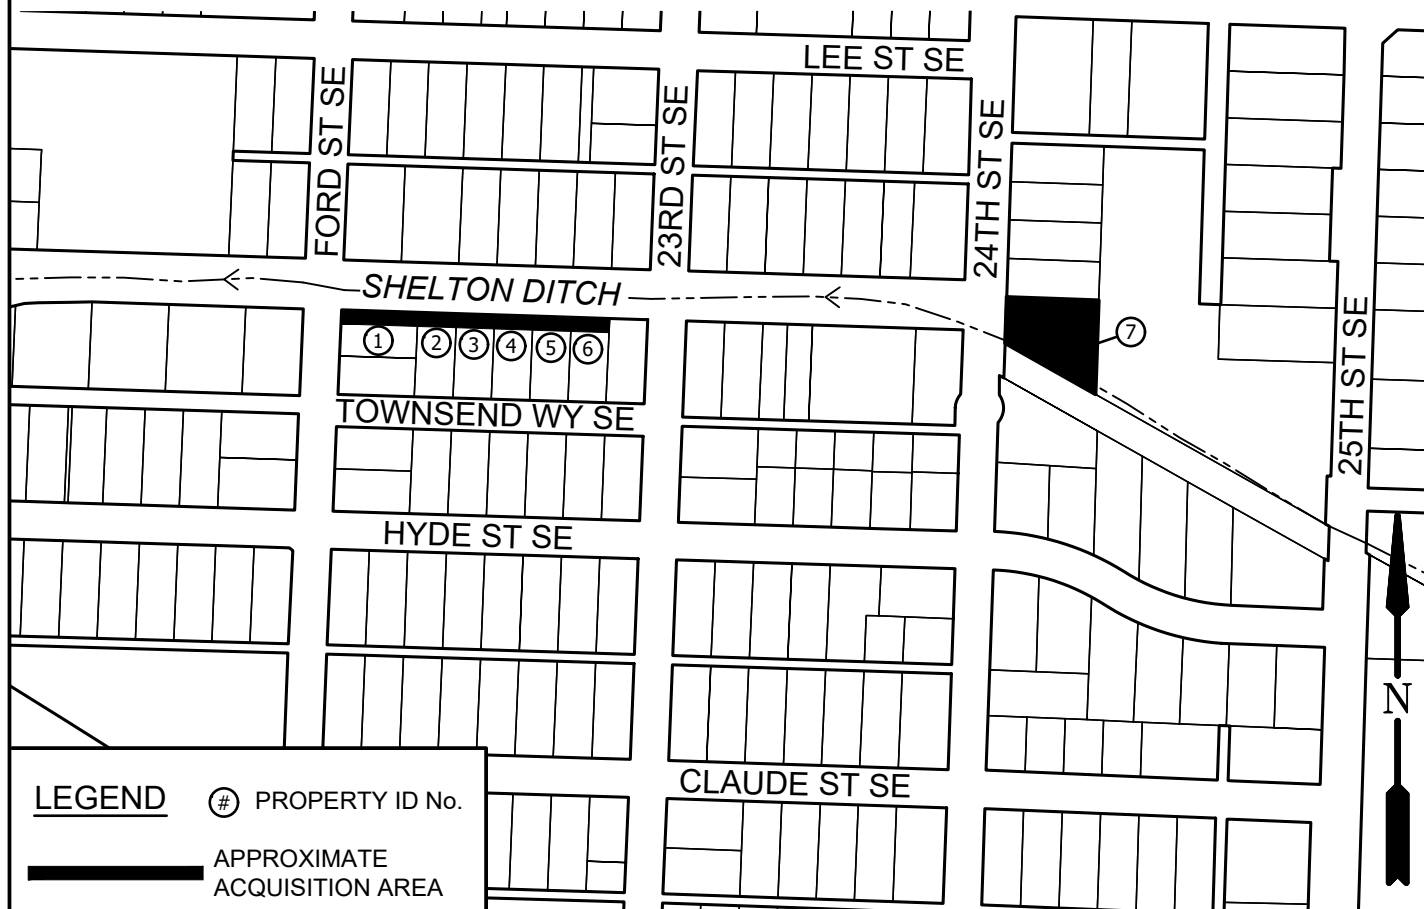 LEE ST SE
FORD ST SE
23RD ST SE
24TH ST SE
SHELTON DITCH
1
2
3
4
5
6
7
25TH ST SE
TOWNSEND WY SE
HYDE ST SE
N
CLAUDE ST SE
LEGEND
# PROPERTY ID No.
APPROXIMATE
ACQUISITION AREA